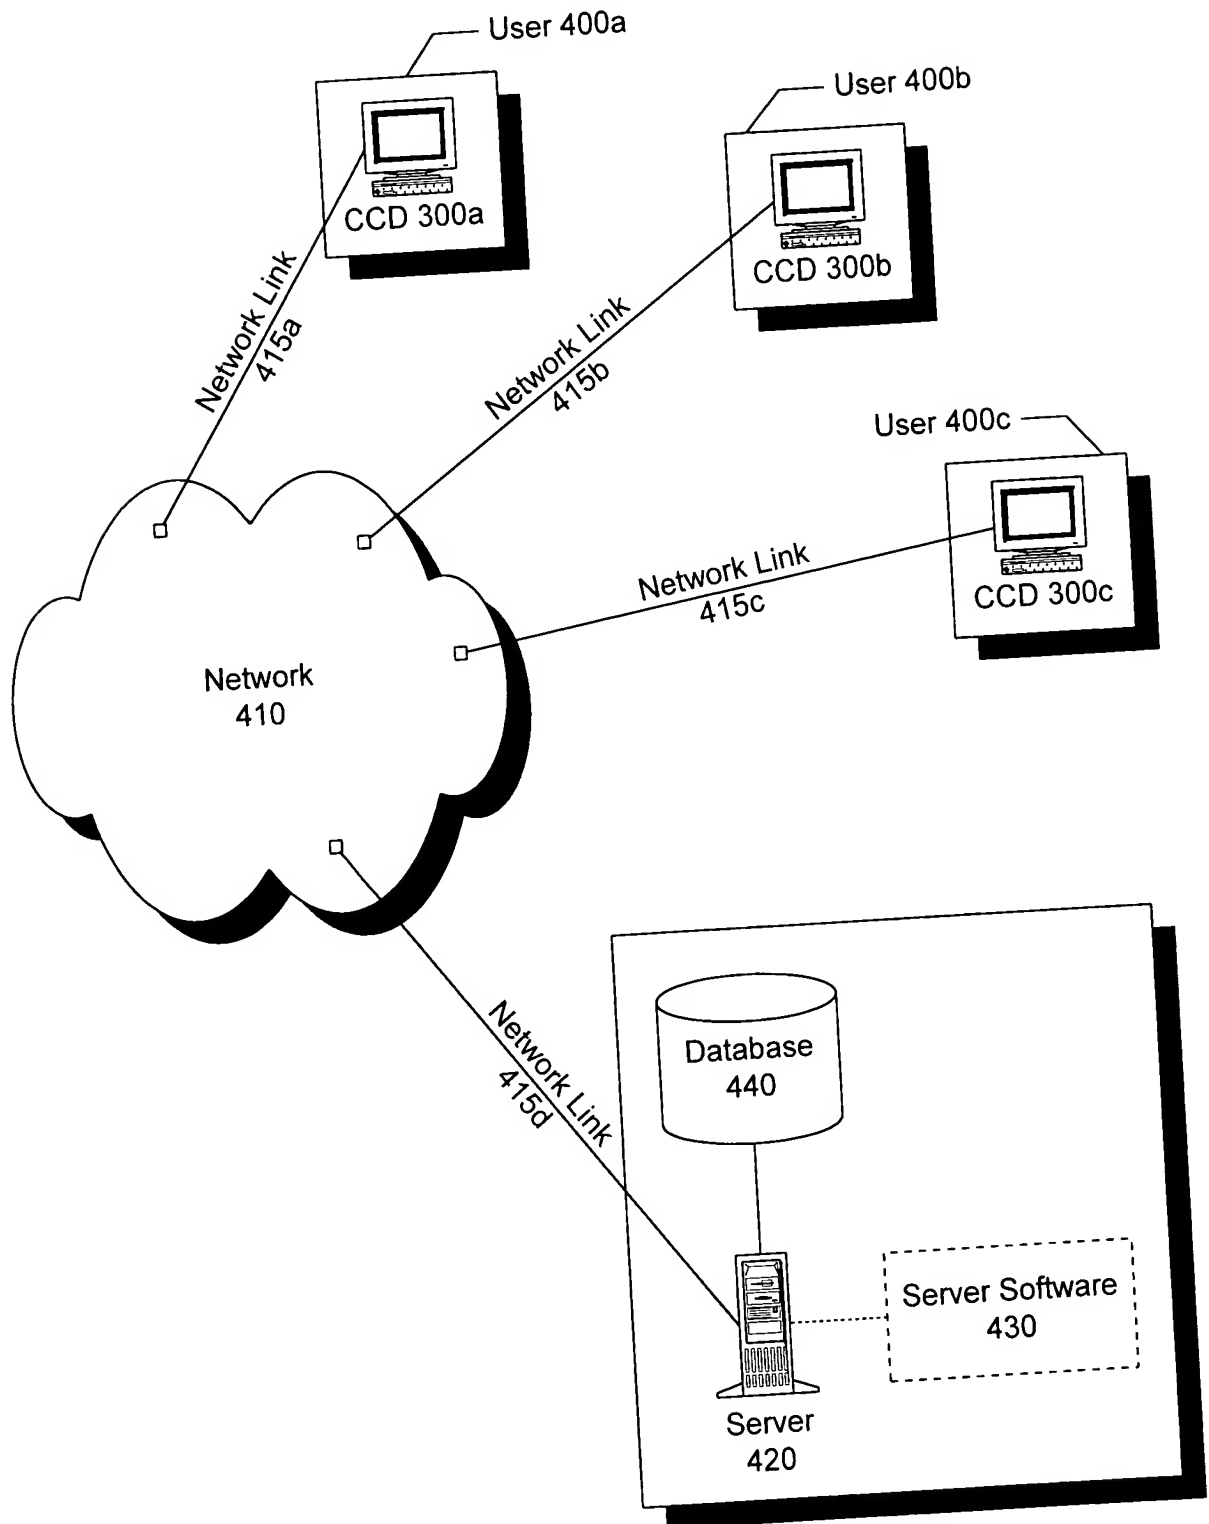 User 400a
CCD 300a
User 400b
CCD 300b
Network Link
415a
Network Link
415b
User 400c
CCD 300c
Network Link
415c
Network
410
Network Link
415d
Database
440
Server Software
430
Server
420